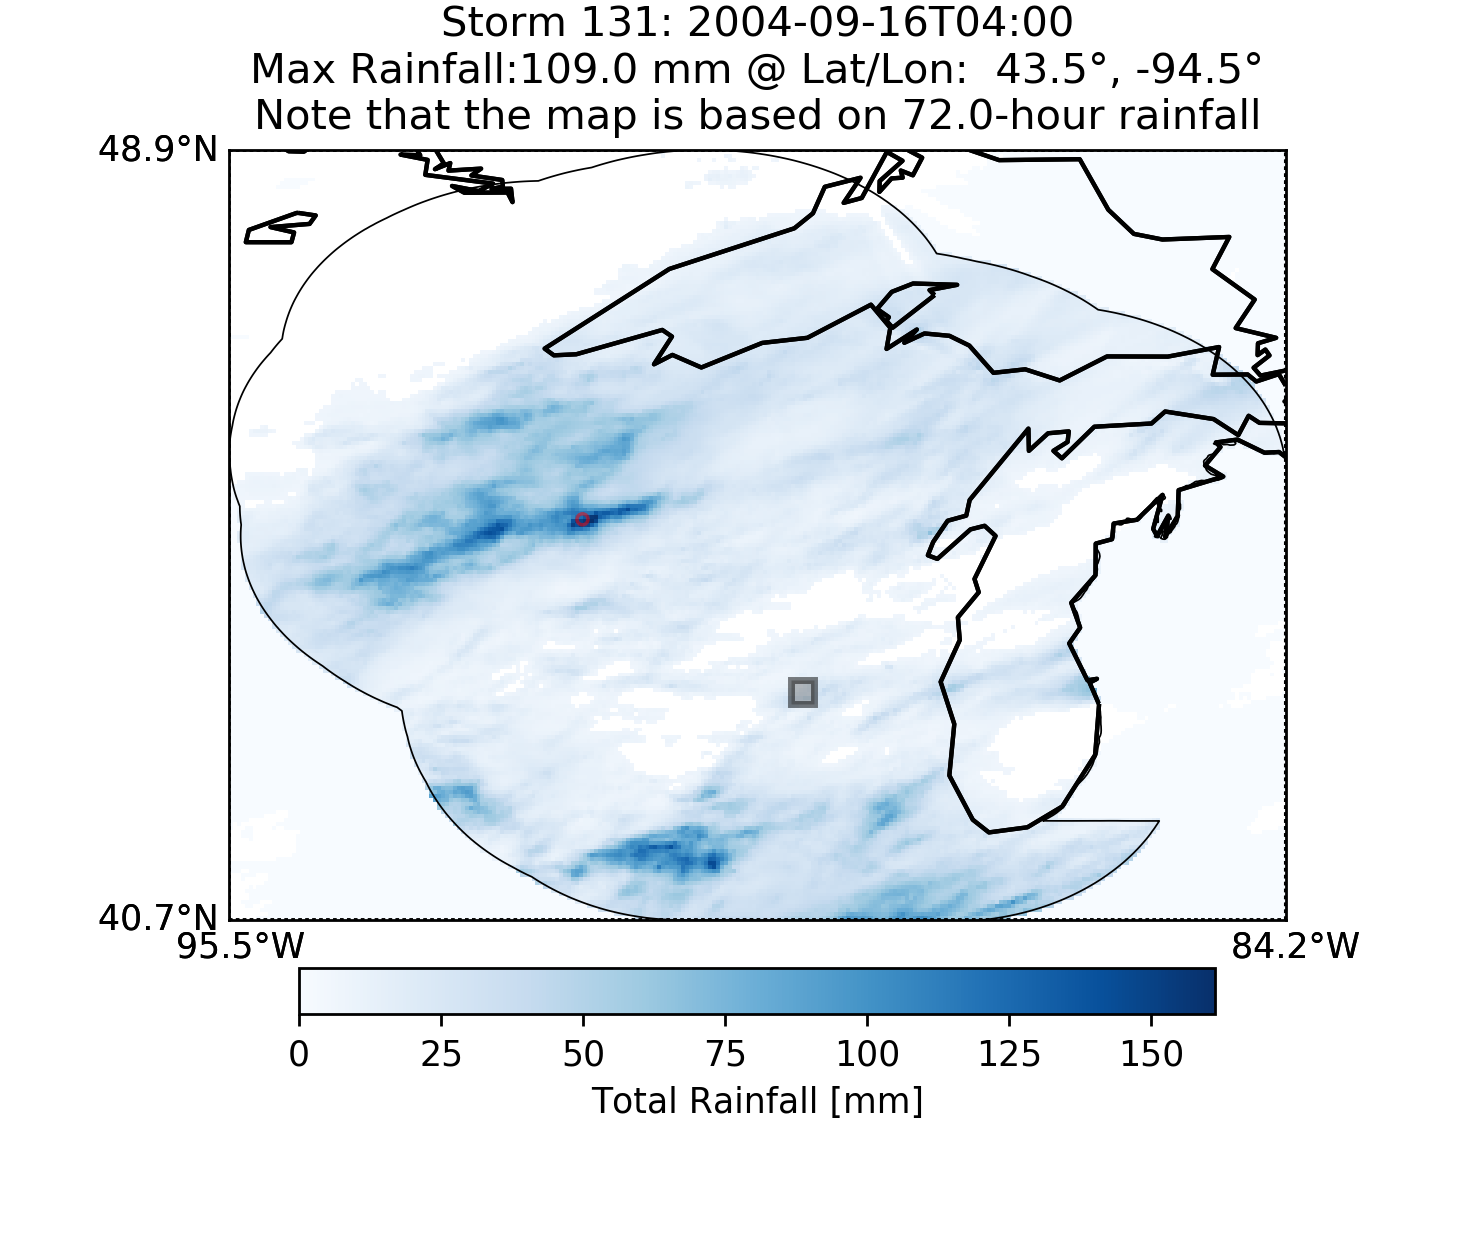 Storm 131: 2004-09-16T04:00
Max Rainfall:109.0 mm @ Lat/Lon:  43.5°, -94.5°
Note that the map is based on 72.0-hour rainfall
48.9°N
40.7°N
95.5°W 84.2°W
0 25 50 75 100 125 150
Total Rainfall [mm]